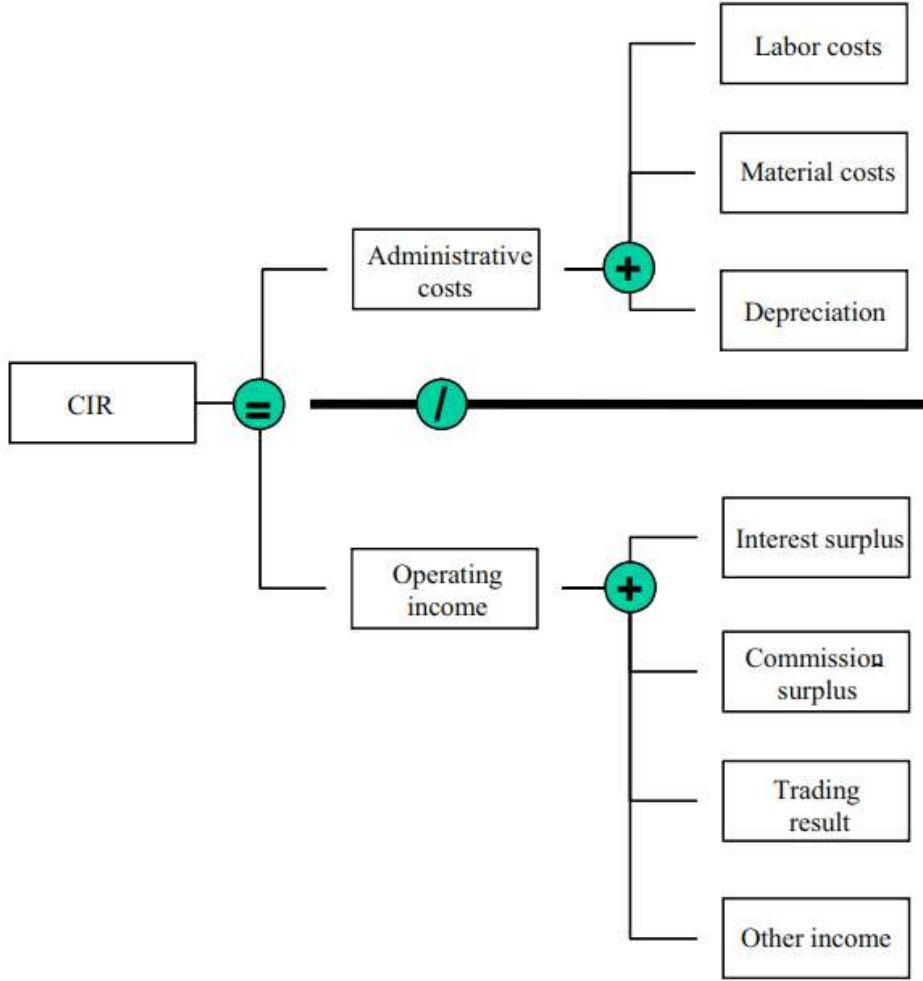 Labor costs
Material costs
Administrative
costs
+
Depreciation
CIR
=
/
Interest surplus
Operating
income
+
Commission
surplus
Trading
result
Other income